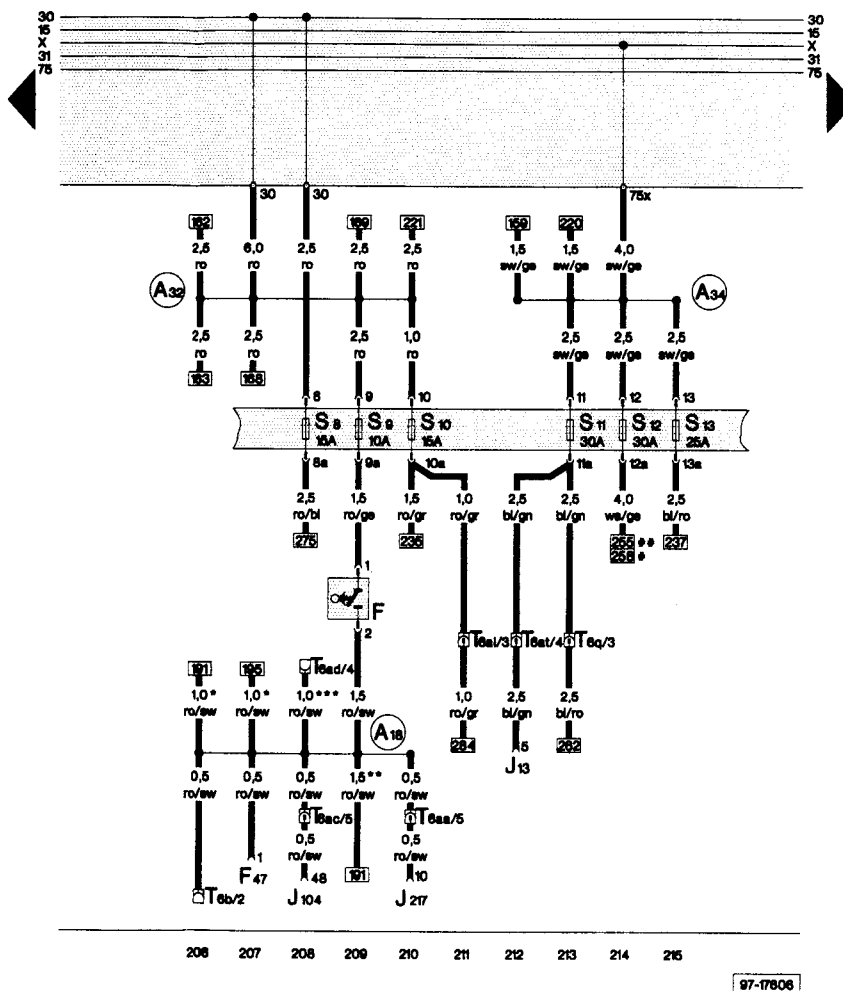 30 30
15 15
X X
31 31
75 75
30 30 75x
162 169 221 159 220
2,5 6,0 2,5 2,5 2,5 1,5 1,5 4,0
ro ro ro ro ro sw/ge sw/ge sw/ge
A32 A34
2,5 2,5 2,5 1,0 2,5 2,5 2,5
ro ro ro ro sw/ge sw/ge sw/ge
163 168
8 9 10 11 12 13
S8 S9 S10 S11 S12 S13
15A 10A 15A 30A 30A 25A
8a 9a 10a 11a 12a 13a
2,5 1,5 1,5 1,0 2,5 2,5 4,0 2,5
ro/bl ro/ge ro/gr ro/gr bl/gn bl/gn ws/ge bl/ro
275 235 255 ## 237
258 #
1
F
2
T6al/3 T6at/4 T6q/3
191 195 T6ad/4
1,0 * 1,0 * 1,0 *** 1,5 1,0 2,5 2,5
ro/sw ro/sw ro/sw ro/sw ro/gr bl/gn bl/ro
A18 284 5 262
J13
0,5 0,5 0,5 1,5 ** 0,5
ro/sw ro/sw ro/sw ro/sw ro/sw
T6ac/5 T6aa/5
0,5 0,5
ro/sw ro/sw
1 48 191 10
F47 J104 J217
T6b/2
206 207 208 209 210 211 212 213 214 215
97-17606